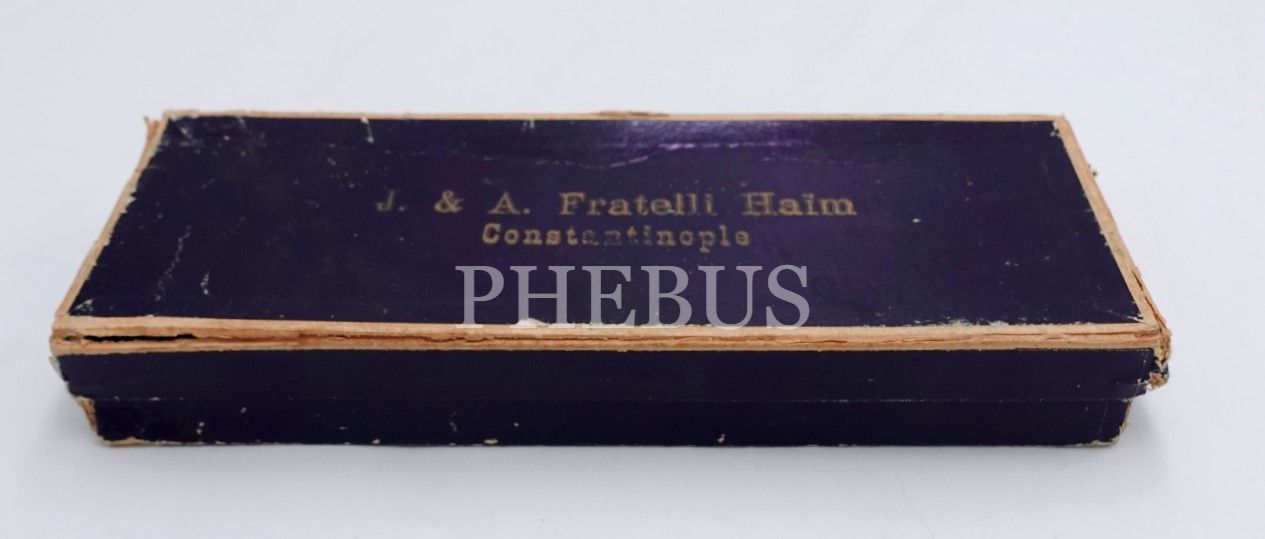 J. & A. Fratelli Haim
Constantinople
PHEBUS